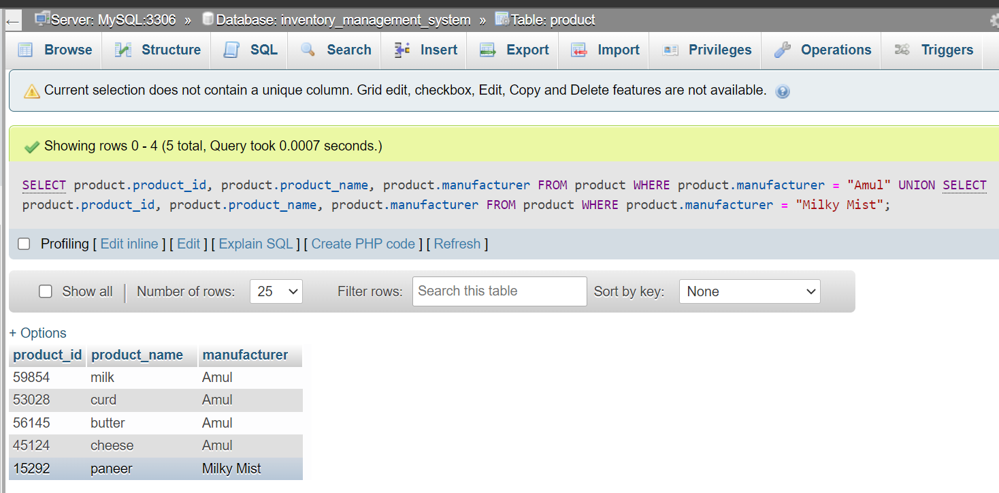 Server: MySQL:3306 » Database: inventory_management_system » Table: product
Browse Structure SQL Search Insert Export Import Privileges Operations Triggers
Current selection does not contain a unique column. Grid edit, checkbox, Edit, Copy and Delete features are not available.
Showing rows 0 - 4 (5 total, Query took 0.0007 seconds.)
SELECT product.product_id, product.product_name, product.manufacturer FROM product WHERE product.manufacturer = "Amul" UNION SELECT
product.product_id, product.product_name, product.manufacturer FROM product WHERE product.manufacturer = "Milky Mist";
Profiling [ Edit inline ] [ Edit ] [ Explain SQL ] [ Create PHP code ] [ Refresh ]
Show all | Number of rows: 25 Filter rows: Search this table Sort by key: None
+ Options
product_id product_name manufacturer
59854 milk Amul
53028 curd Amul
56145 butter Amul
45124 cheese Amul
15292 paneer Milky Mist